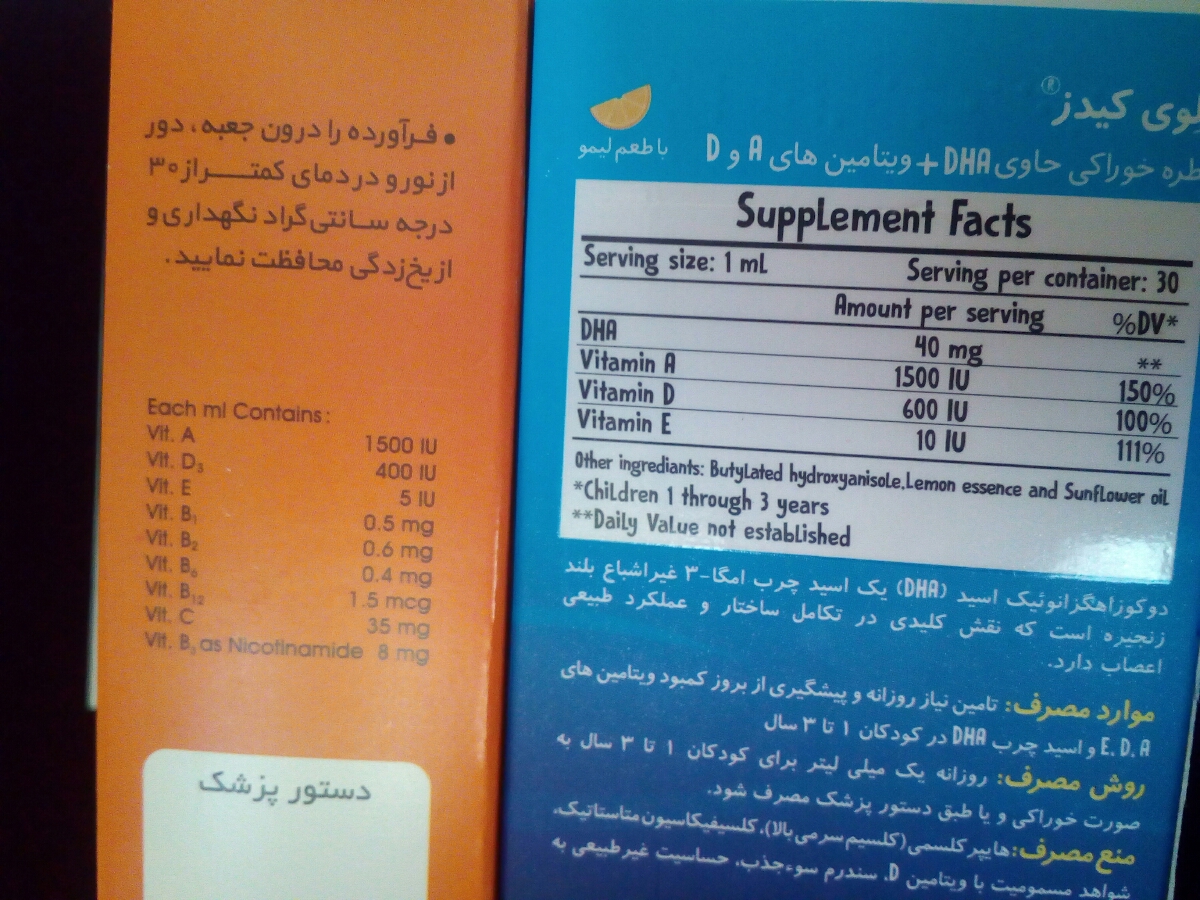 • فرآورده را درون جعبه، دور
از نور و در دمای کمتــراز ۳۰
درجه سـانتی‌گراد نگهداری و
از یخ‌زدگی محافظت نمایید.
Each ml Contains:
Vit. A 1500 IU
Vit. D₃ 400 IU
Vit. E 5 IU
Vit. B₁ 0.5 mg
Vit. B₂ 0.6 mg
Vit. B₆ 0.4 mg
Vit. B₁₂ 1.5 mcg
Vit. C 35 mg
Vit. B₃ as Nicotinamide 8 mg
دستور پزشک
کیدز®
خوراکی حاوی DHA + ویتامین های A و D
با طعم لیمو
Supplement Facts
Serving size: 1 mL Serving per container: 30
Amount per serving %DV*
DHA 40 mg **
Vitamin A 1500 IU 150%
Vitamin D 600 IU 100%
Vitamin E 10 IU 111%
Other ingrediants: Butylated hydroxyanisole, Lemon essence and Sunflower oil
*Children 1 through 3 years
**Daily Value not established
دوکوزاهگزانوئیک اسید (DHA) یک اسید چرب امگا-۳ غیراشباع بلند
زنجیره است که نقش کلیدی در تکامل ساختار و عملکرد طبیعی
اعصاب دارد.
موارد مصرف: تامین نیاز روزانه و پیشگیری از بروز کمبود ویتامین های
E, D, A و اسید چرب DHA در کودکان ۱ تا ۳ سال
روش مصرف: روزانه یک میلی لیتر برای کودکان ۱ تا ۳ سال به
صورت خوراکی و یا طبق دستور پزشک مصرف شود.
منع مصرف: هایپرکلسمی (کلسیم سرمی بالا)، کلسیفیکاسیون متاستاتیک،
شواهد مسمومیت با ویتامین D، سندرم سوءجذب، حساسیت غیرطبیعی به